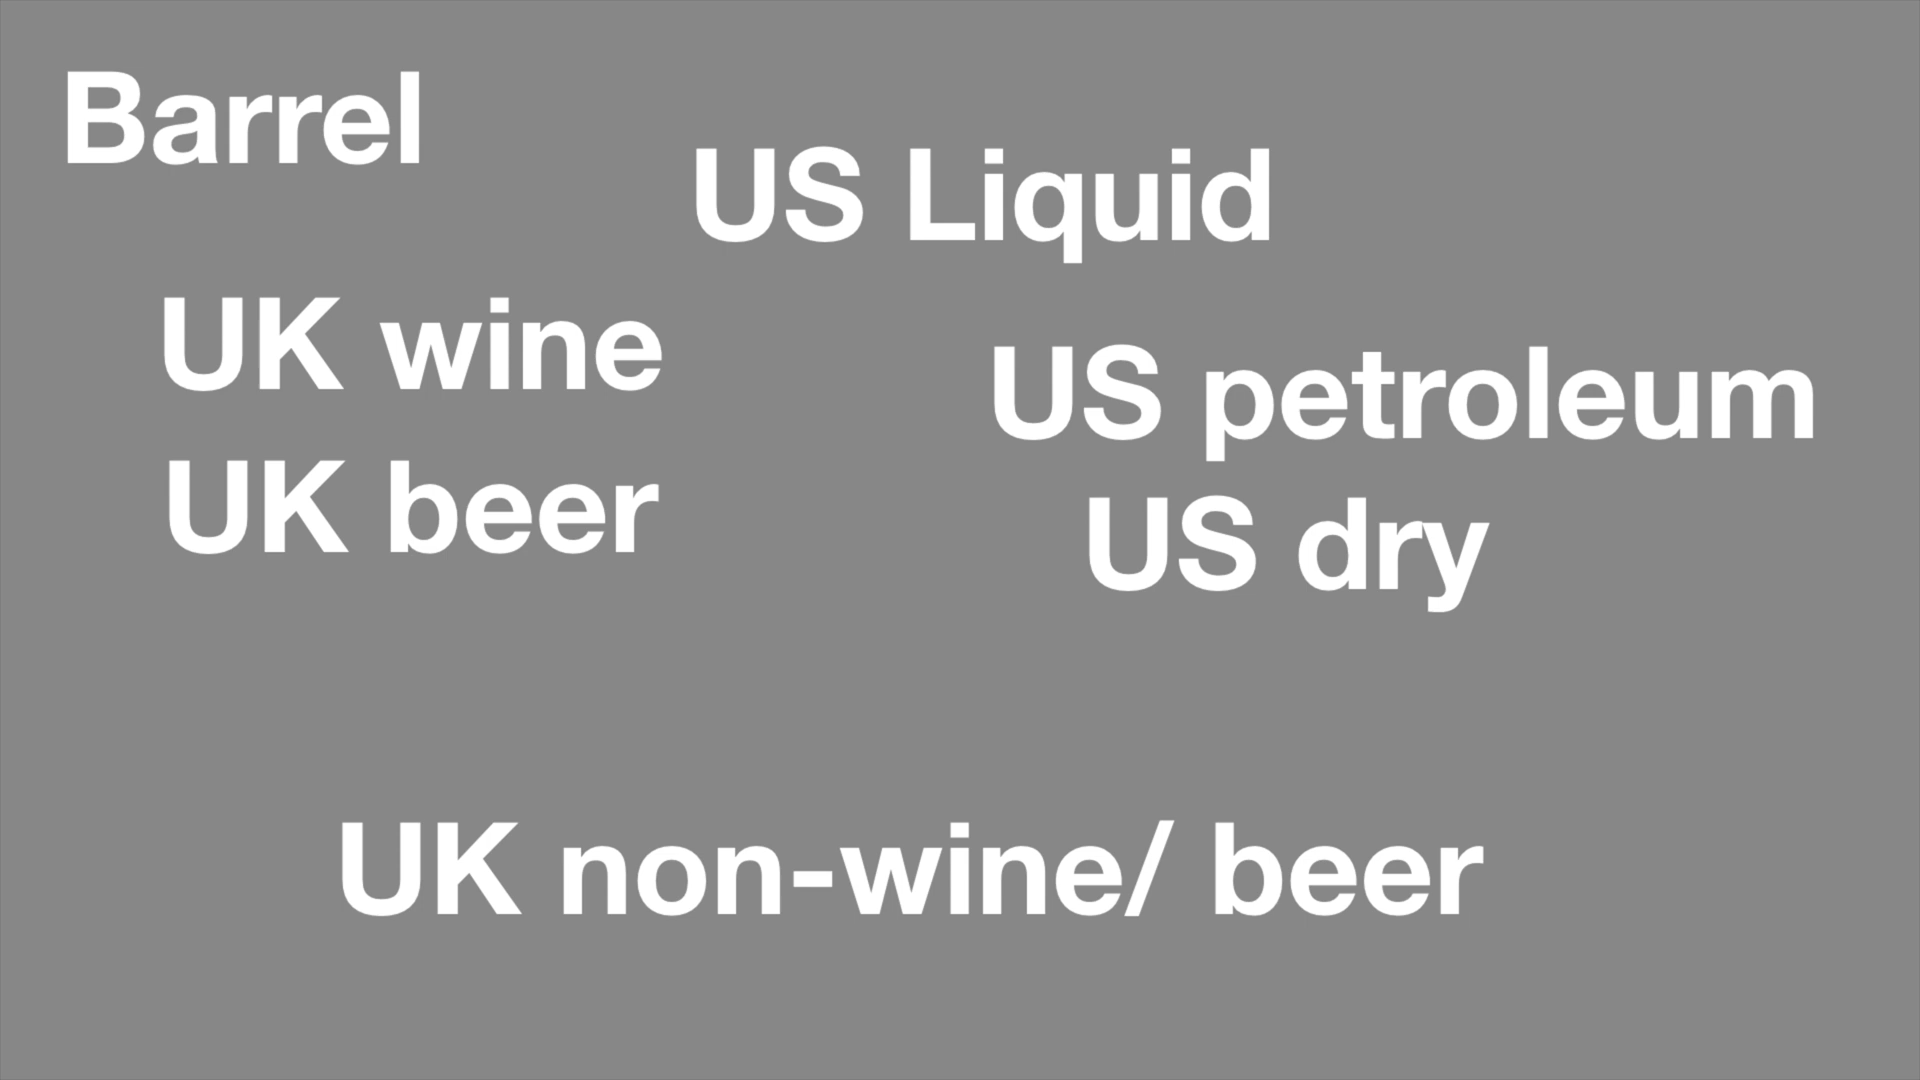 Barrel
US Liquid
UK wine
US petroleum
UK beer
US dry
UK non-wine/ beer